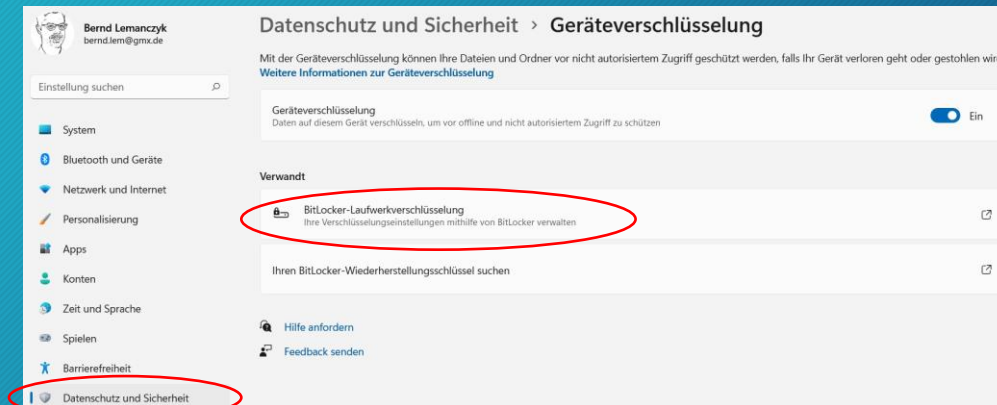 Bernd Lemanczyk
bernd.lem@gmx.de
Einstellung suchen
System
Bluetooth und Geräte
Netzwerk und Internet
Personalisierung
Apps
Konten
Zeit und Sprache
Spielen
Barrierefreiheit
Datenschutz und Sicherheit
Datenschutz und Sicherheit > Geräteverschlüsselung
Mit der Geräteverschlüsselung können Ihre Dateien und Ordner vor nicht autorisiertem Zugriff geschützt werden, falls Ihr Gerät verloren geht oder gestohlen
Weitere Informationen zur Geräteverschlüsselung
Geräteverschlüsselung
Daten auf diesem Gerät verschlüsseln, um vor offline und nicht autorisiertem Zugriff zu schützen
Ein
Verwandt
BitLocker-Laufwerkverschlüsselung
Ihre Verschlüsselungseinstellungen mithilfe von BitLocker verwalten
Ihren BitLocker-Wiederherstellungsschlüssel suchen
Hilfe anfordern
Feedback senden